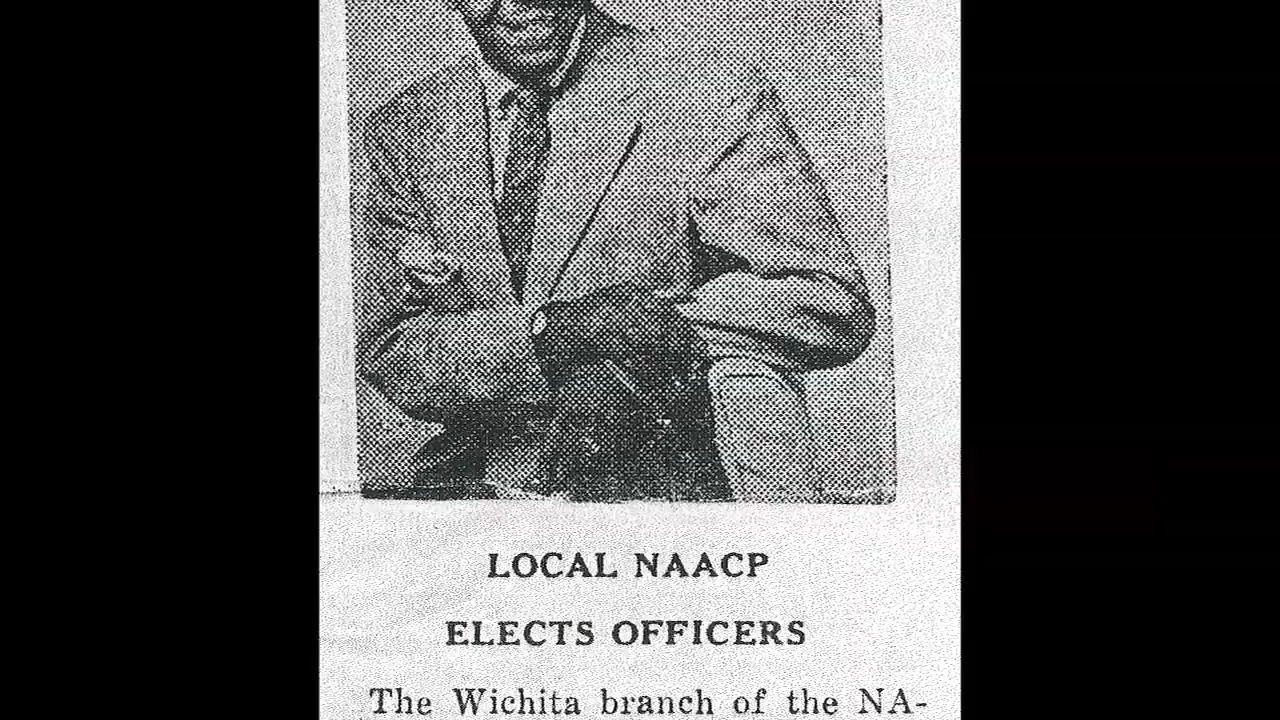 LOCAL NAACP
ELECTS OFFICERS
The Wichita branch of the NA-